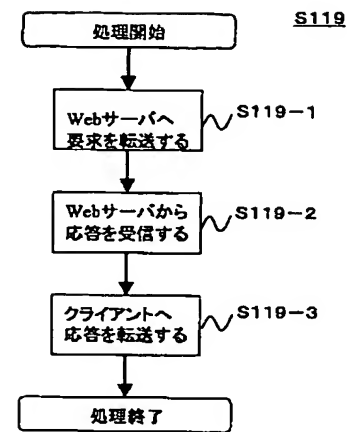 S119
処理開始
Webサーバへ
要求を転送する
S119-1
Webサーバから
応答を受信する
S119-2
クライアントへ
応答を転送する
S119-3
処理終了